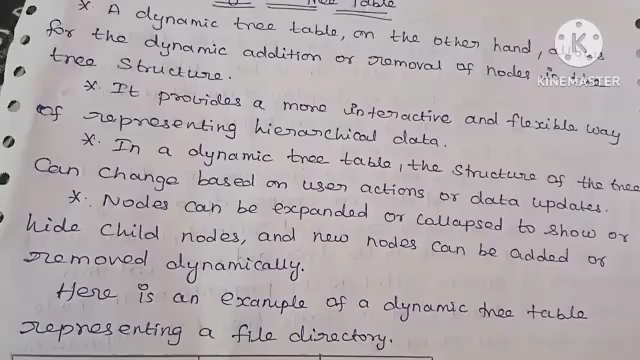 Tree Table
* A dynamic tree table, on the other hand,
for the dynamic addition or removal of nodes in the
tree structure.
* It provides a more interactive and flexible way
of representing hierarchical data.
* In a dynamic tree table, the structure of the tree
Can change based on user actions or data updates.
* Nodes can be expanded or collapsed to show or
hide child nodes, and new nodes can be added or
removed dynamically.
Here is an example of a dynamic tree table
representing a file directory.
KINEMASTER